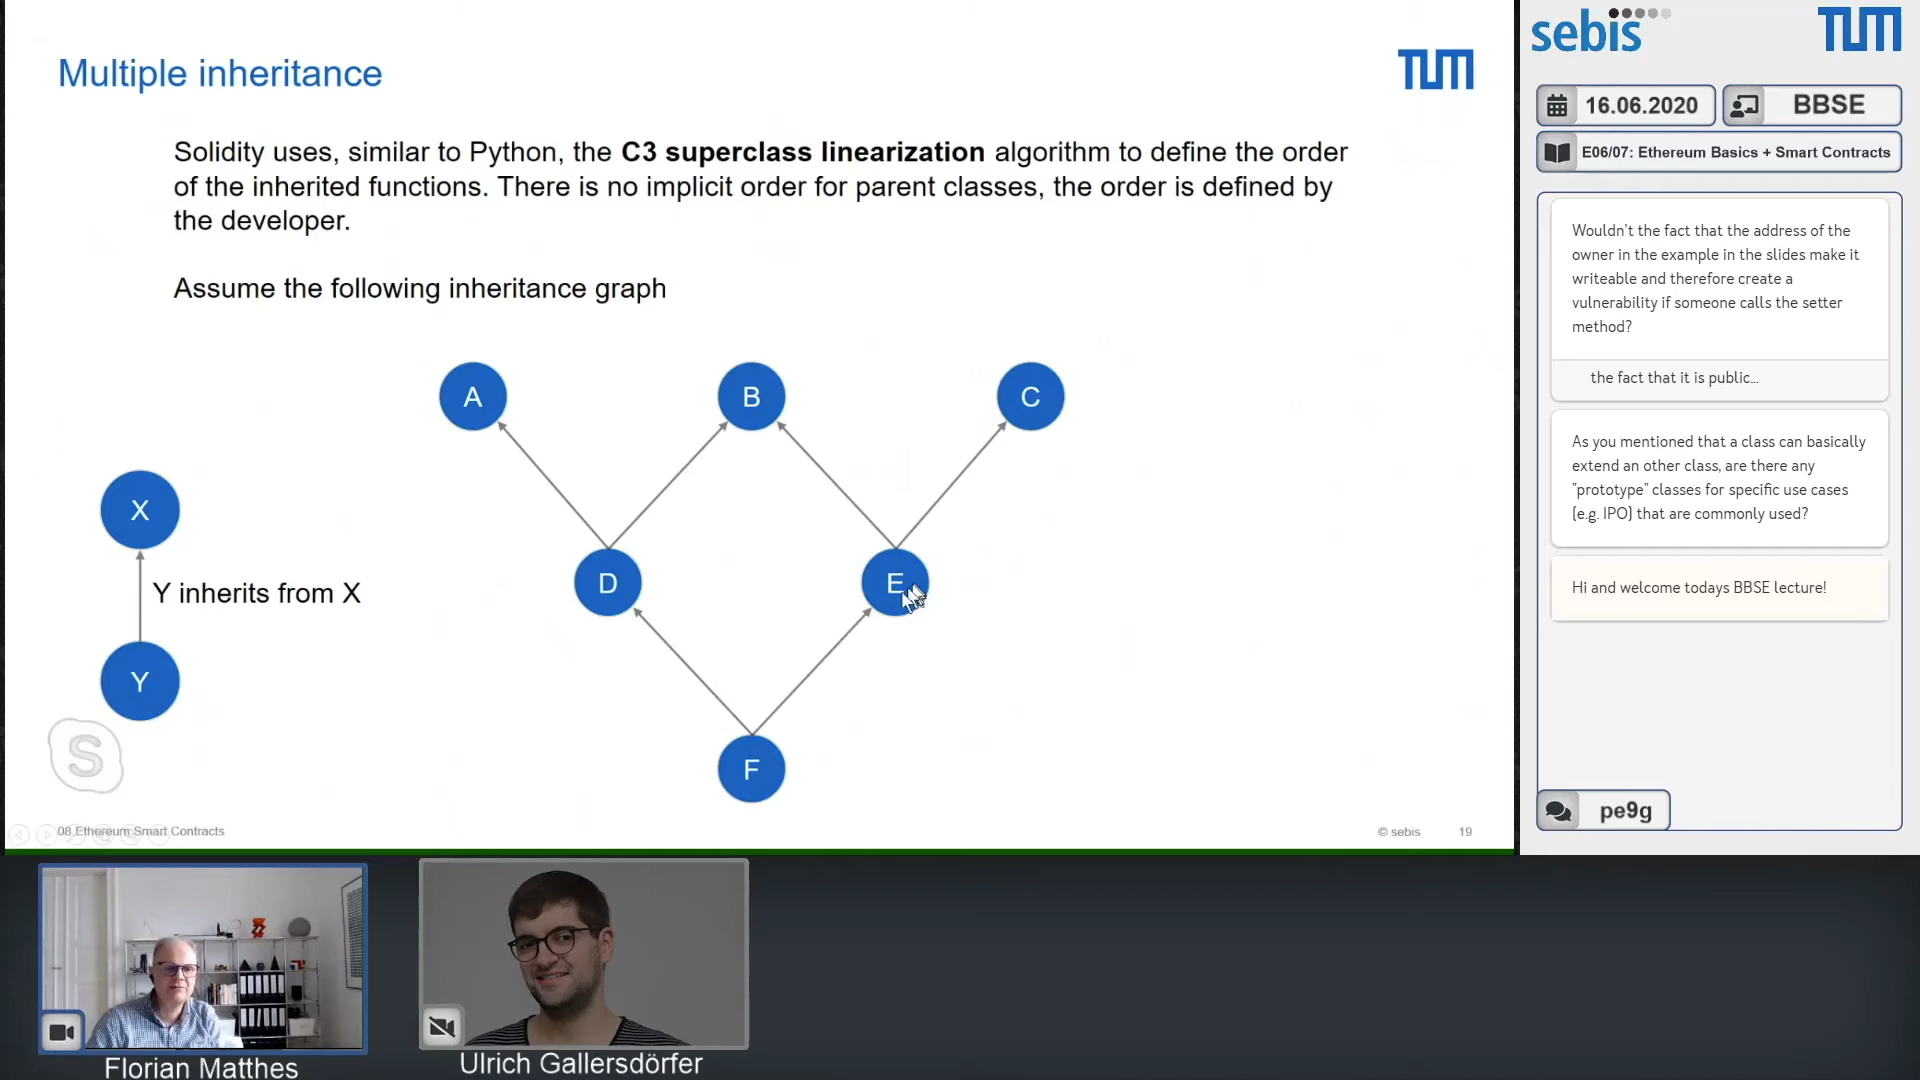 Multiple inheritance
TUM
Solidity uses, similar to Python, the C3 superclass linearization algorithm to define the order
of the inherited functions. There is no implicit order for parent classes, the order is defined by
the developer.
Assume the following inheritance graph
A
B
C
X
Y inherits from X
D
E
Y
S
F
08 Ethereum Smart Contracts
© sebis
19
sebis
TUM
16.06.2020
BBSE
E06/07: Ethereum Basics + Smart Contracts
Wouldn't the fact that the address of the
owner in the example in the slides make it
writeable and therefore create a
vulnerability if someone calls the setter
method?
the fact that it is public...
As you mentioned that a class can basically
extend an other class, are there any
"prototype" classes for specific use cases
(e.g. IPO) that are commonly used?
Hi and welcome todays BBSE lecture!
pe9g
Florian Matthes
Ulrich Gallersdörfer